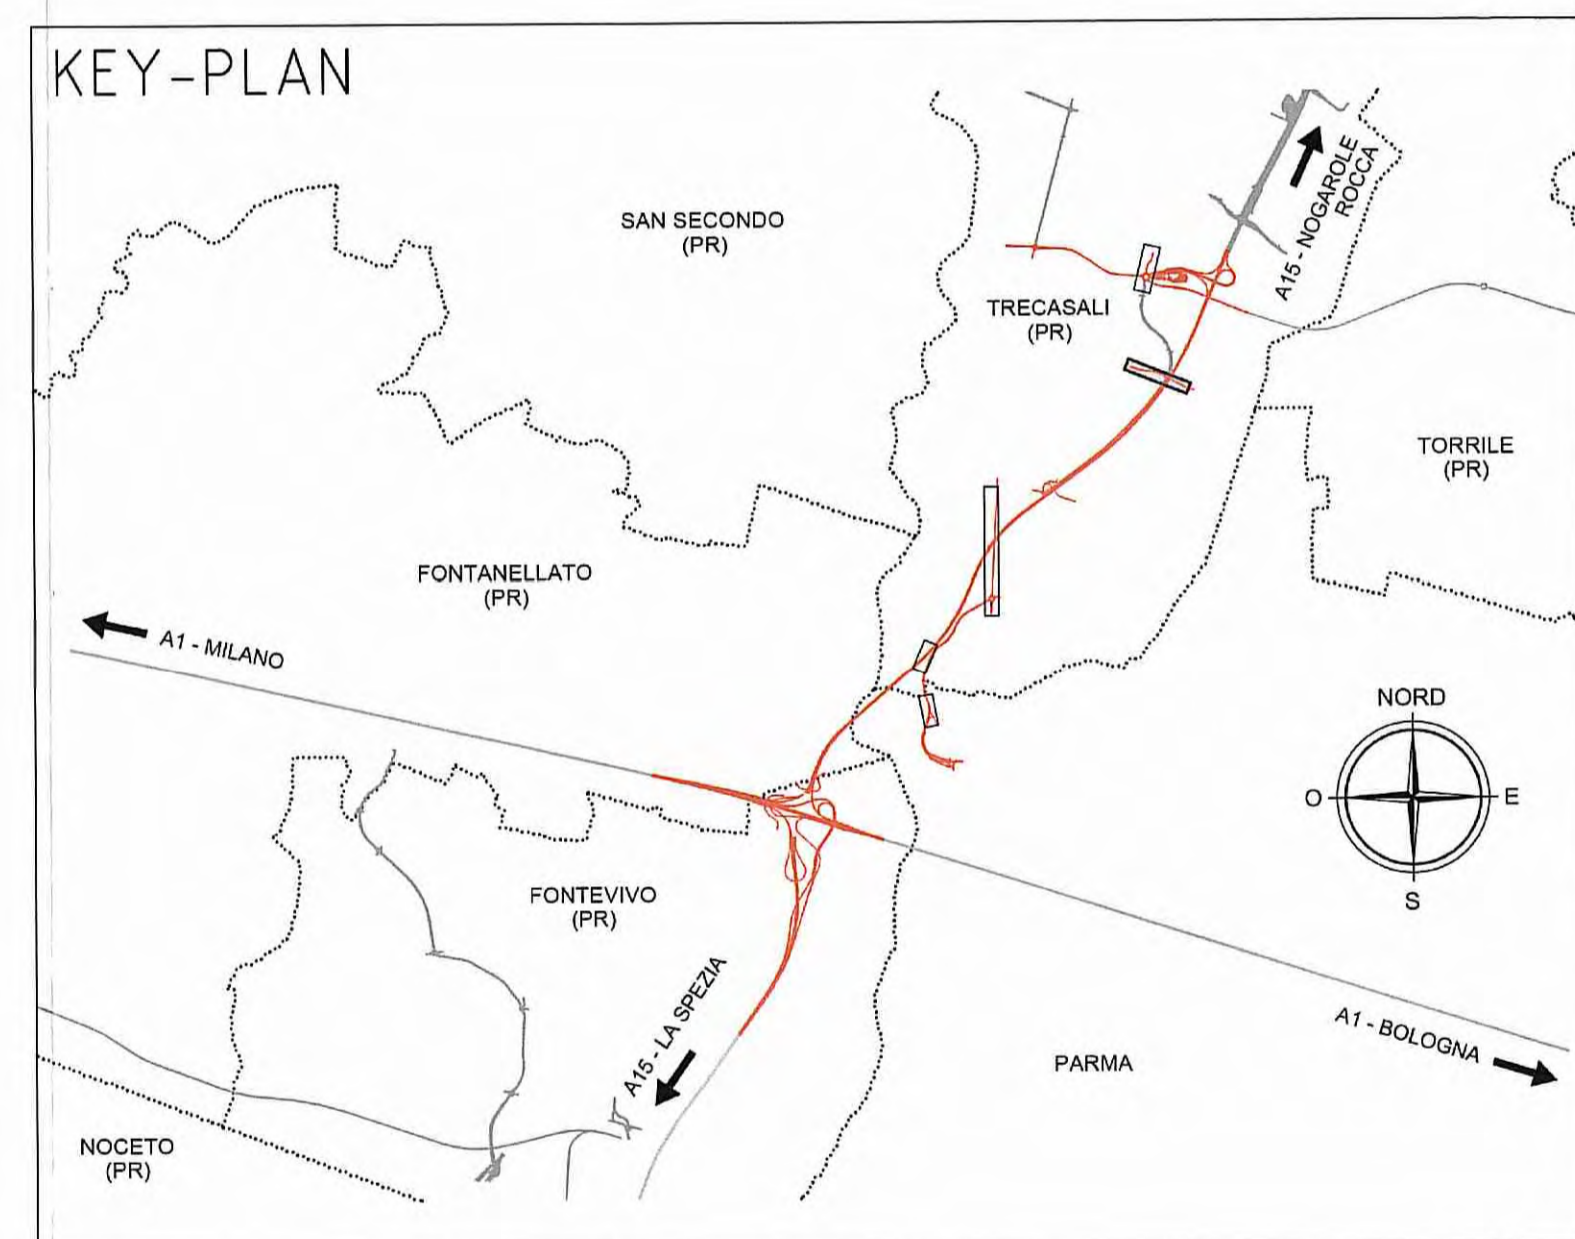 KEY-PLAN
SAN SECONDO
(PR)
A15 - NOGAROLE
ROCCA
TRECASALI
(PR)
TORRILE
(PR)
FONTANELLATO
(PR)
A1 - MILANO
NORD
O
E
S
FONTEVIVO
(PR)
A15 - LA SPEZIA
A1 - BOLOGNA
PARMA
NOCETO
(PR)